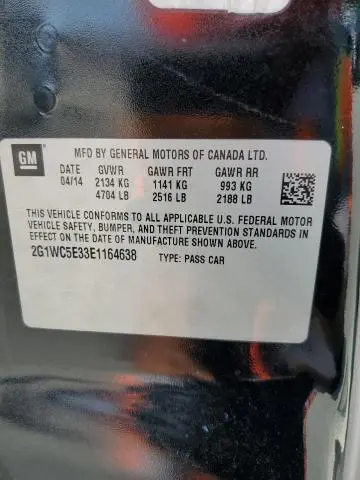 GM
MFD BY GENERAL MOTORS OF CANADA LTD.
DATE GVWR GAWR FRT GAWR RR
04/14 2134 KG 1141 KG 993 KG
4704 LB 2516 LB 2188 LB
THIS VEHICLE CONFORMS TO ALL APPLICABLE U.S. FEDERAL MOTOR
VEHICLE SAFETY, BUMPER, AND THEFT PREVENTION STANDARDS IN
EFFECT ON THE DATE OF MANUFACTURE SHOWN ABOVE.
2G1WC5E33E1164638 TYPE: PASS CAR